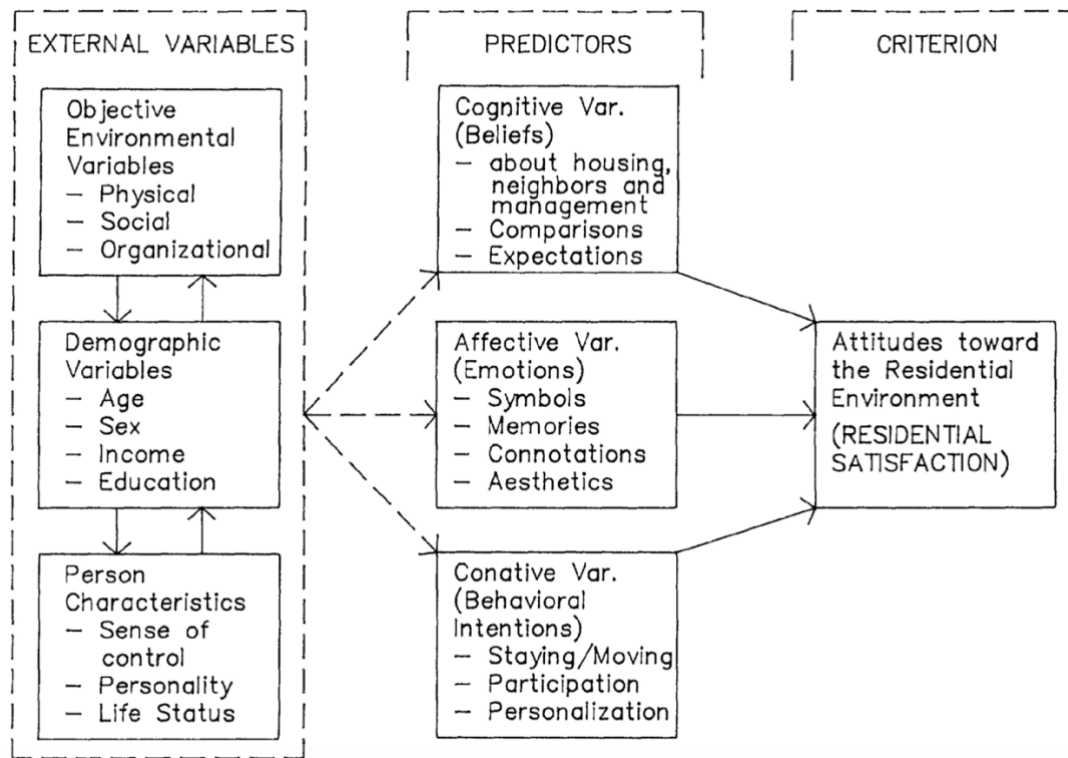 EXTERNAL VARIABLES
Objective
Environmental
Variables
— Physical
— Social
— Organizational
Demographic
Variables
— Age
— Sex
— Income
— Education
Person
Characteristics
— Sense of
control
— Personality
— Life Status
PREDICTORS
Cognitive Var.
(Beliefs)
— about housing,
neighbors and
management
— Comparisons
— Expectations
Affective Var.
(Emotions)
— Symbols
— Memories
— Connotations
— Aesthetics
Conative Var.
(Behavioral
Intentions)
— Staying/Moving
— Participation
— Personalization
CRITERION
Attitudes toward
the Residential
Environment
(RESIDENTIAL
SATISFACTION)